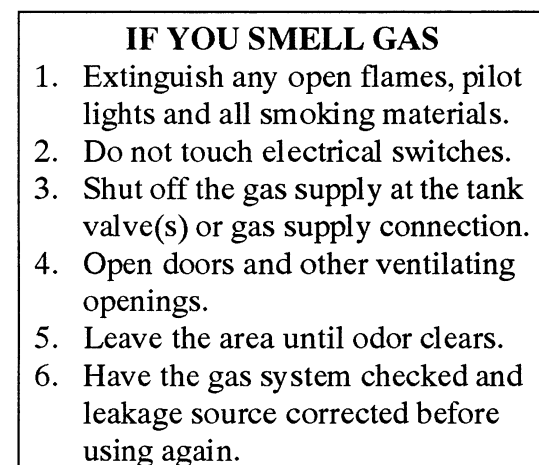 IF YOU SMELL GAS
1. Extinguish any open flames, pilot
lights and all smoking materials.
2. Do not touch electrical switches.
3. Shut off the gas supply at the tank
valve(s) or gas supply connection.
4. Open doors and other ventilating
openings.
5. Leave the area until odor clears.
6. Have the gas system checked and
leakage source corrected before
using again.